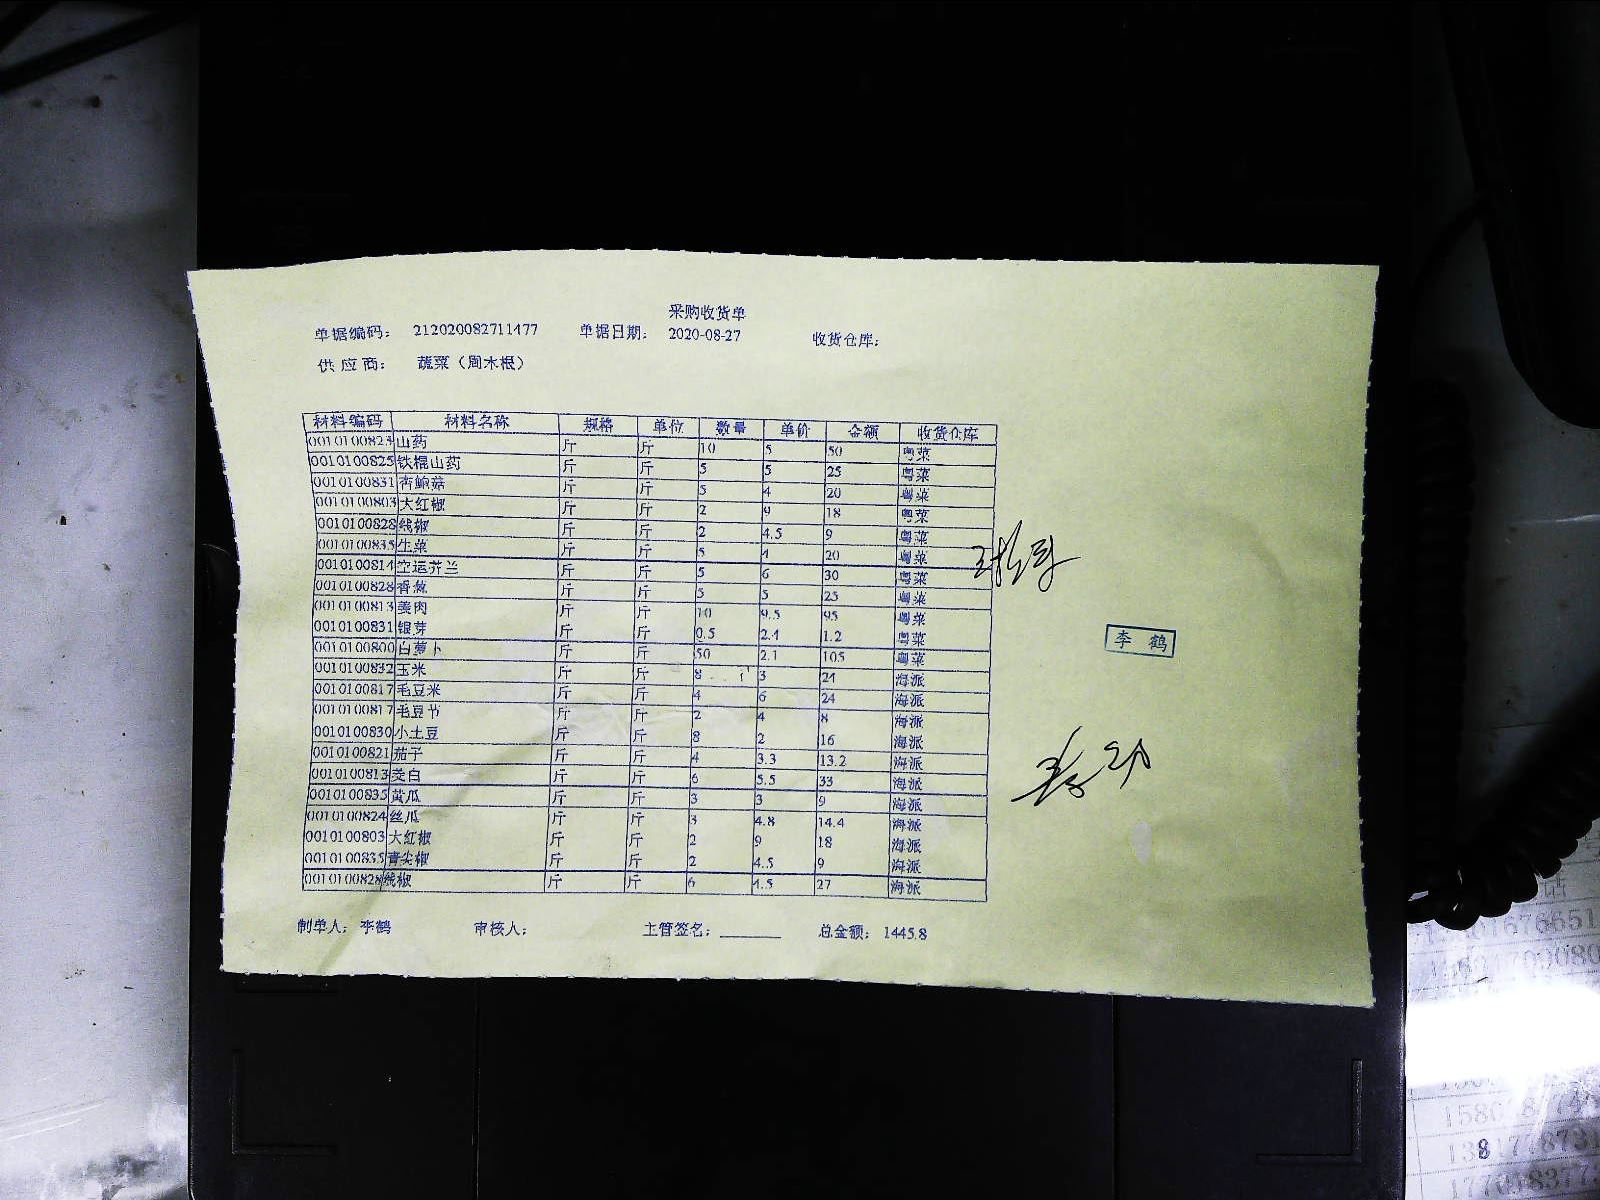 采购收货单
单据编码: 212020082711477 单据日期: 2020-08-27 收货仓库:
供应商: 蔬菜（周木根）
材料编码 材料名称 规格 单位 数量 单价 金额 收货仓库
0010100823 山药 斤 斤 10 5 50 粤菜
0010100825 铁棍山药 斤 斤 5 5 25 粤菜
0010100831 杏鲍菇 斤 斤 5 4 20 粤菜
0010100803 大红椒 斤 斤 2 9 18 粤菜
0010100828 线椒 斤 斤 2 4.5 9 粤菜
0010100835 生菜 斤 斤 5 4 20 粤菜
0010100814 空运芥兰 斤 斤 5 6 30 粤菜
0010100828 香葱 斤 斤 5 5 25 粤菜
0010100813 姜肉 斤 斤 10 9.5 95 粤菜
0010100831 银芽 斤 斤 0.5 2.4 1.2 粤菜
0010100800 白萝卜 斤 斤 50 2.1 105 粤菜
0010100832 玉米 斤 斤 8 3 24 海派
0010100817 毛豆米 斤 斤 4 6 24 海派
0010100817 毛豆节 斤 斤 2 4 8 海派
0010100830 小土豆 斤 斤 8 2 16 海派
0010100821 茄子 斤 斤 4 3.3 13.2 海派
0010100813 茭白 斤 斤 6 5.5 33 海派
0010100835 黄瓜 斤 斤 3 3 9 海派
0010100824 丝瓜 斤 斤 3 4.8 14.4 海派
0010100803 大红椒 斤 斤 2 9 18 海派
0010100835 青尖椒 斤 斤 2 4.5 9 海派
0010100828 线椒 斤 斤 6 4.5 27 海派
李鹤
制单人: 李鹤 审核人: 主管签名: 总金额: 1445.8